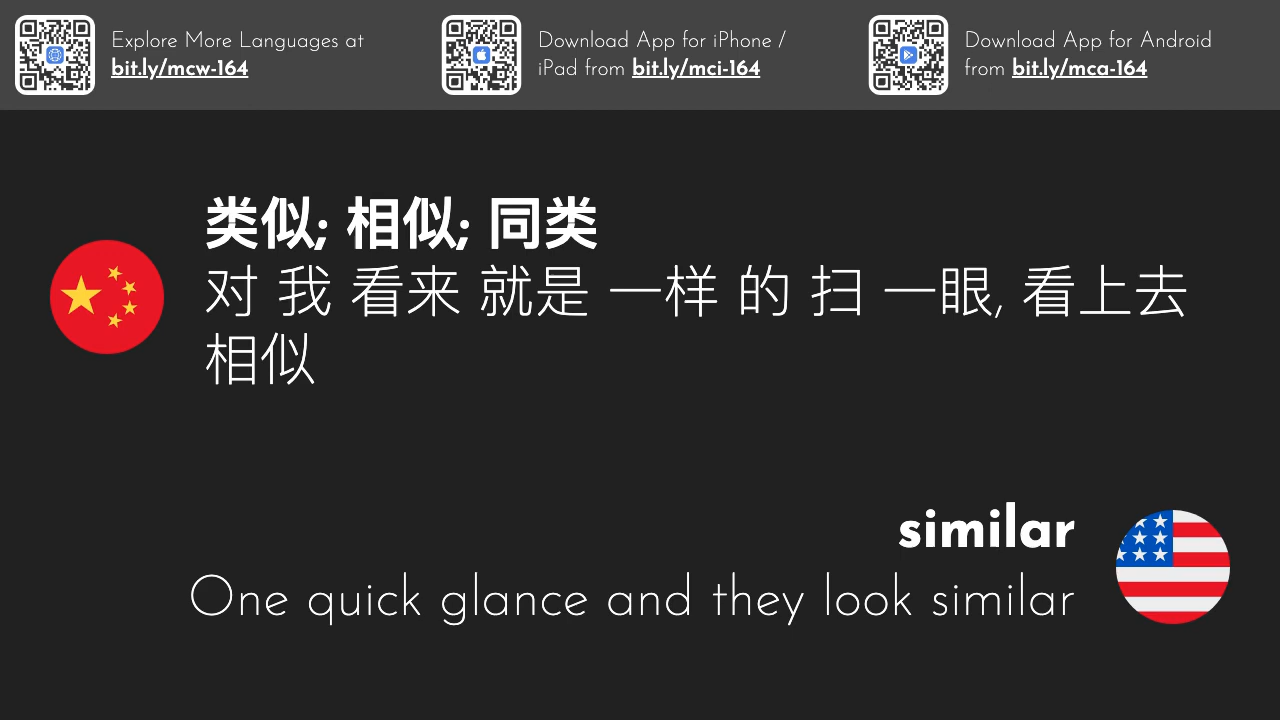 Explore More Languages at
bit.ly/mcw-164
Download App for iPhone /
iPad from bit.ly/mci-164
Download App for Android
from bit.ly/mca-164
类似; 相似; 同类
对 我 看来 就是 一样 的 扫 一眼, 看上去
相似
similar
One quick glance and they look similar